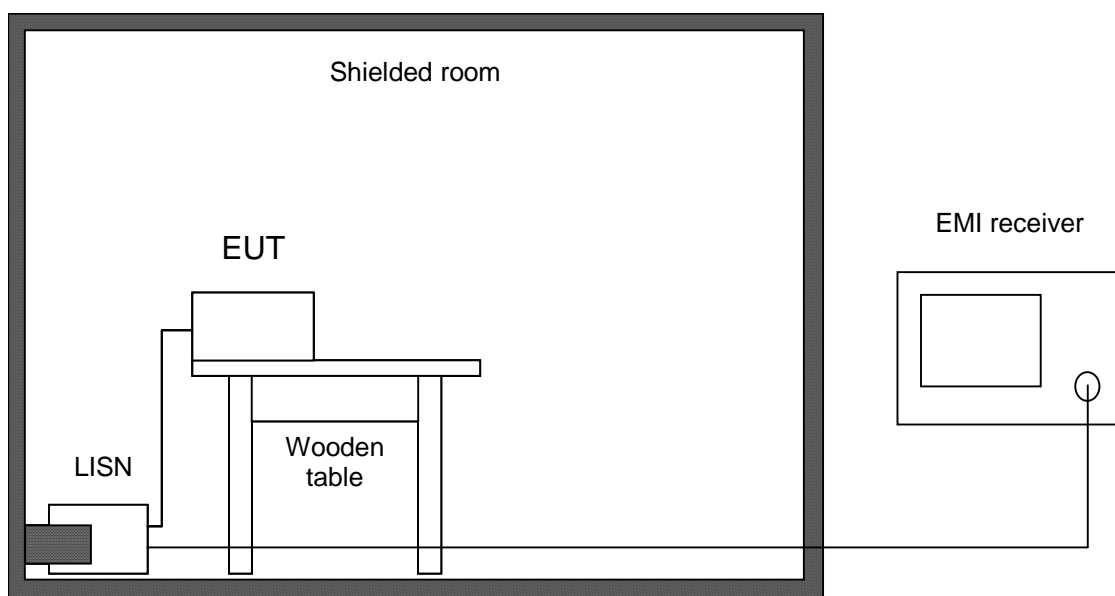 Shielded room
EMI receiver
EUT
LISN
Wooden
table